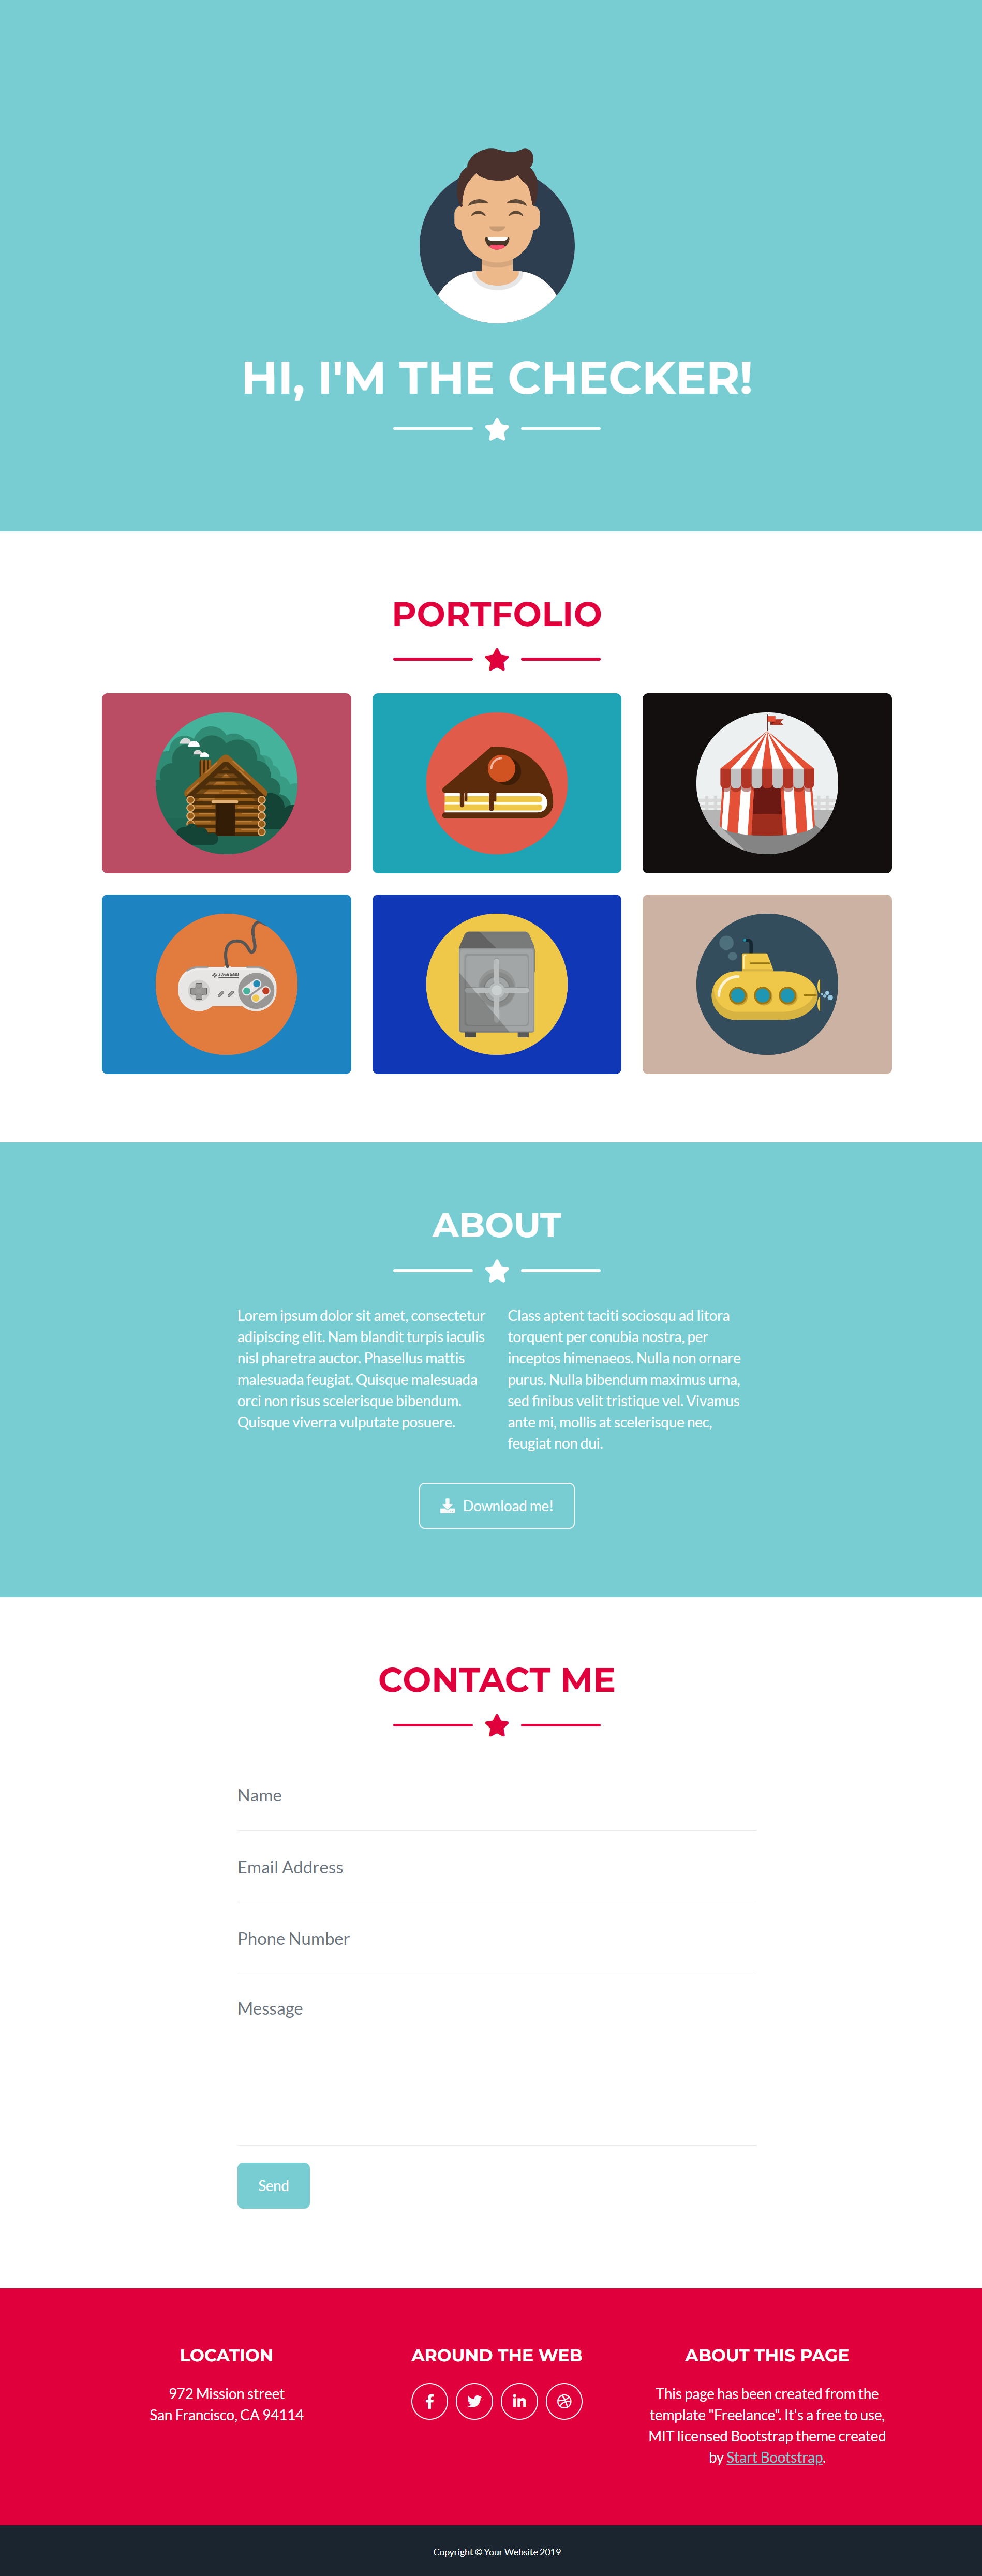 HI, I'M THE CHECKER!
PORTFOLIO
SUPER GAME
ABOUT
Lorem ipsum dolor sit amet, consectetur
adipiscing elit. Nam blandit turpis iaculis
nisl pharetra auctor. Phasellus mattis
malesuada feugiat. Quisque malesuada
orci non risus scelerisque bibendum.
Quisque viverra vulputate posuere.
Class aptent taciti sociosqu ad litora
torquent per conubia nostra, per
inceptos himenaeos. Nulla non ornare
purus. Nulla bibendum maximus urna,
sed finibus velit tristique vel. Vivamus
ante mi, mollis at scelerisque nec,
feugiat non dui.
Download me!
CONTACT ME
Name
Email Address
Phone Number
Message
Send
LOCATION
972 Mission street
San Francisco, CA 94114
AROUND THE WEB
ABOUT THIS PAGE
This page has been created from the
template "Freelance". It's a free to use,
MIT licensed Bootstrap theme created
by Start Bootstrap.
Copyright © Your Website 2019